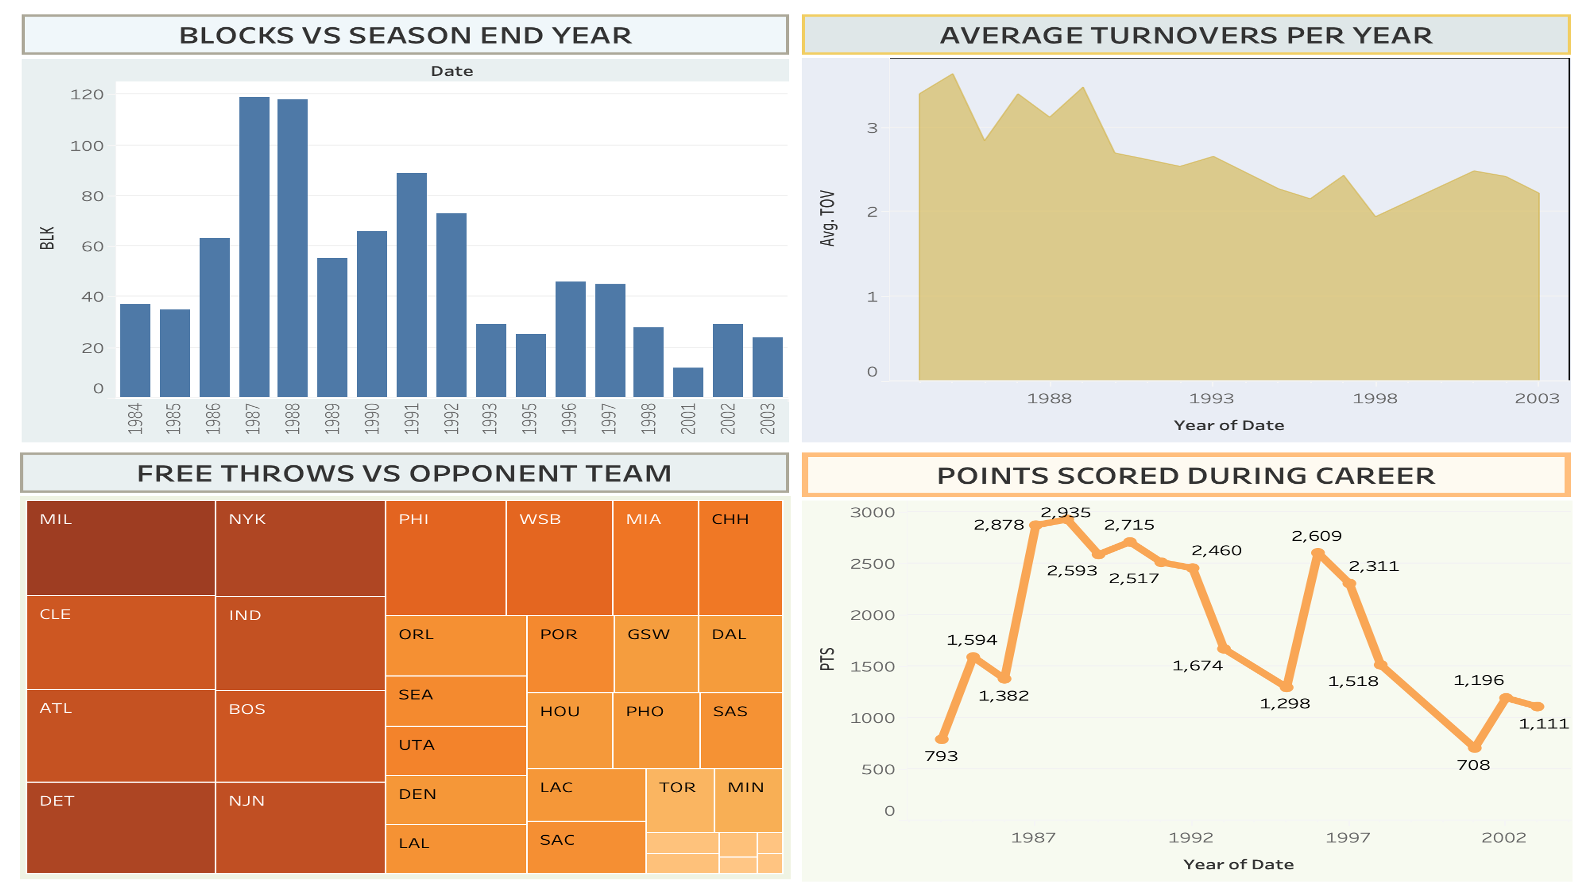 BLOCKS VS SEASON END YEAR
Date
BLK
120
100
80
60
40
20
0
1984 1985 1986 1987 1988 1989 1990 1991 1992 1993 1995 1996 1997 1998 2001 2002 2003
AVERAGE TURNOVERS PER YEAR
Avg. TOV
3
2
1
0
1988 1993 1998 2003
Year of Date
FREE THROWS VS OPPONENT TEAM
MIL NYK PHI WSB MIA CHH
CLE IND ORL POR GSW DAL
SEA
ATL BOS HOU PHO SAS
UTA
DET NJN DEN LAC TOR MIN
LAL SAC
POINTS SCORED DURING CAREER
PTS
3000
2500
2000
1500
1000
500
0
793
1,594
1,382
2,878
2,935
2,593
2,715
2,517
2,460
1,674
1,298
2,609
2,311
1,518
708
1,196
1,111
1987 1992 1997 2002
Year of Date